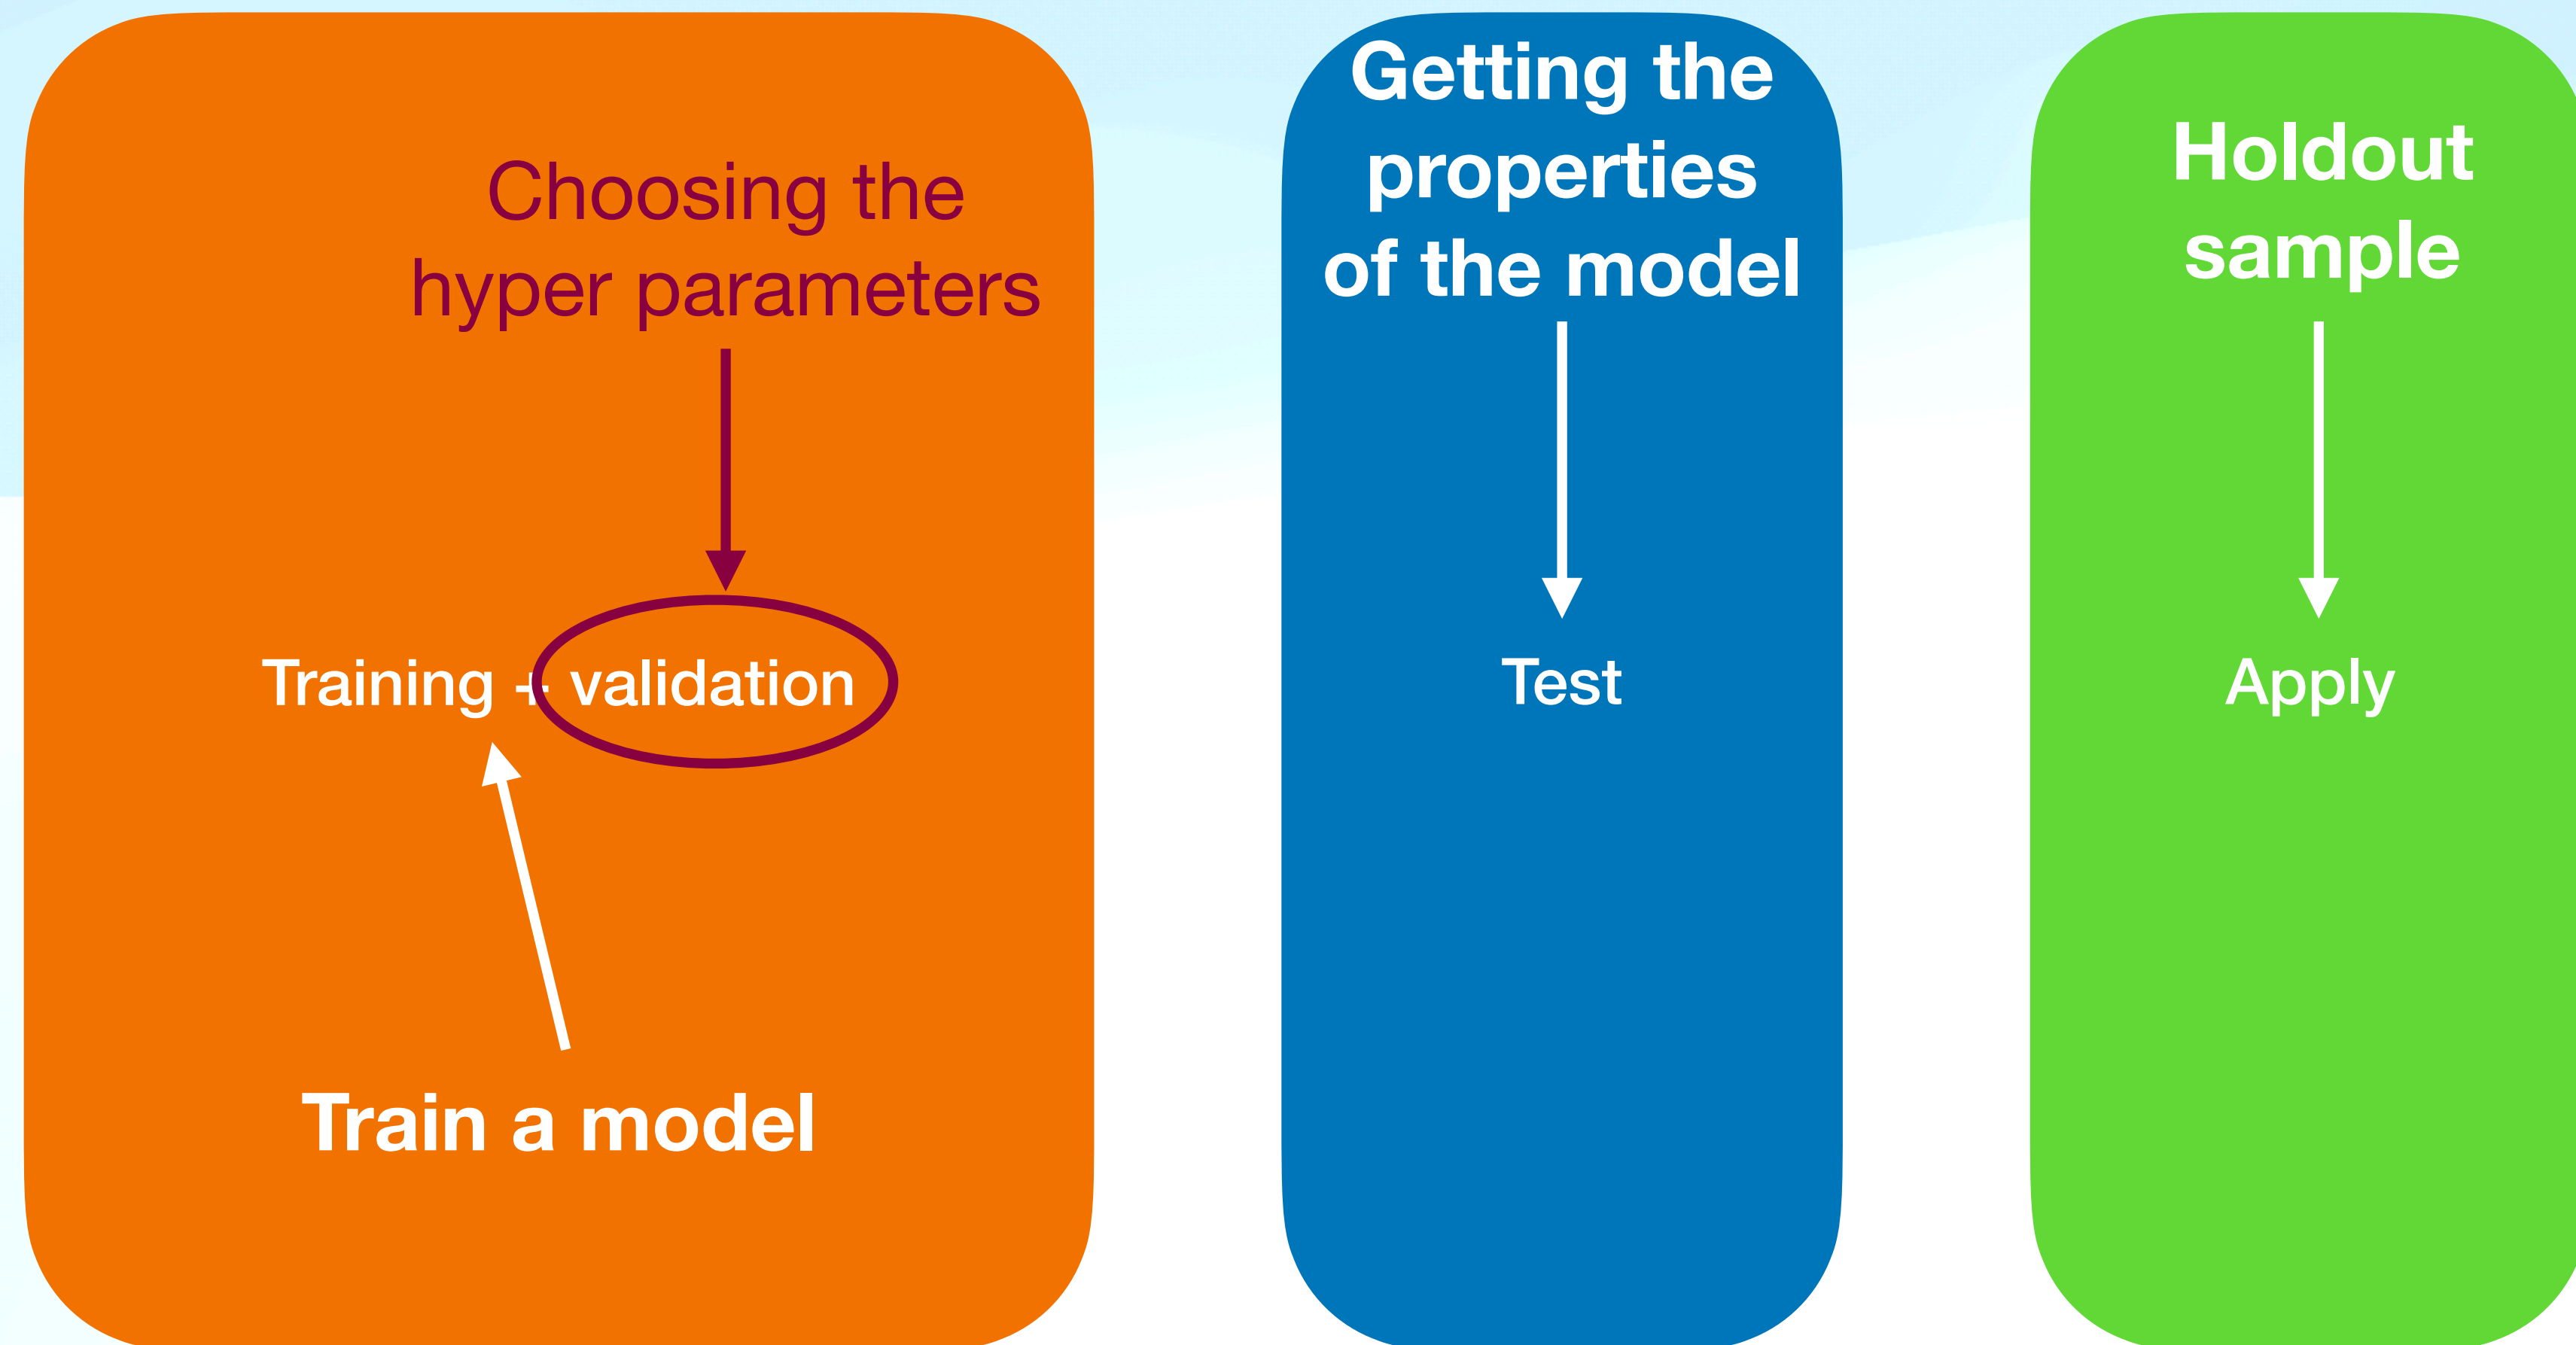 Choosing the
hyper parameters
Training + validation
Train a model
Getting the
properties
of the model
Test
Holdout
sample
Apply